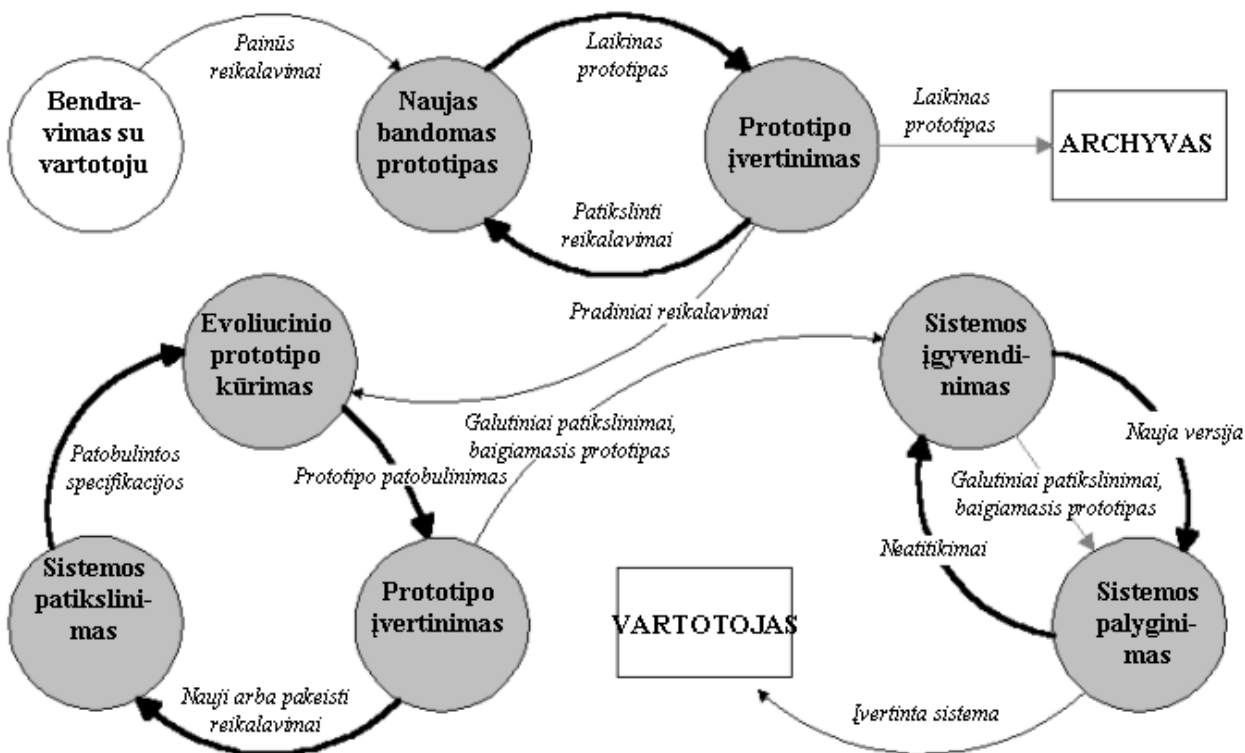 Painūs
reikalavimai
Laikinas
prototipas
Bendra-
vimas su
vartotoju
Naujas
bandomas
prototipas
Prototipo
įvertinimas
Laikinas
prototipas
ARCHYVAS
Patikslinti
reikalavimai
Pradiniai reikalavimai
Evoliucinio
prototipo
kūrimas
Sistemos
įgyvendi-
nimas
Galutiniai patikslinimai,
baigiamasis prototipas
Nauja versija
Patobulintos
specifikacijos
Prototipo patobulinimas
Galutiniai patikslinimai,
baigiamasis prototipas
Neatitikimai
Sistemos
patikslini-
mas
Prototipo
įvertinimas
VARTOTOJAS
Sistemos
palygini-
mas
Nauji arba pakeisti
reikalavimai
Įvertinta sistema